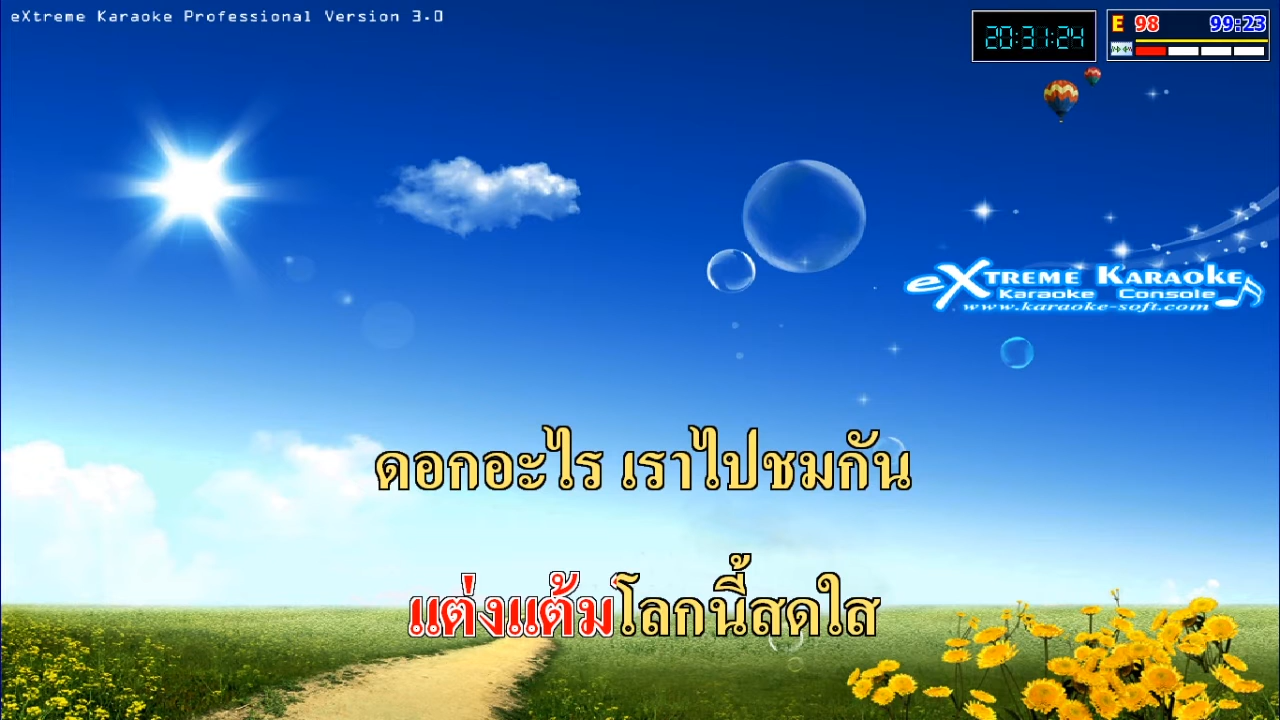 eXtreme Karaoke Professional Version 3.0
20:31:24
E 98 99:23
eXTREME KARAOKE
Karaoke Console
www.karaoke-soft.com
ดอกอะไร เราไปชมกัน
แต่งแต้มโลกนี้สดใส